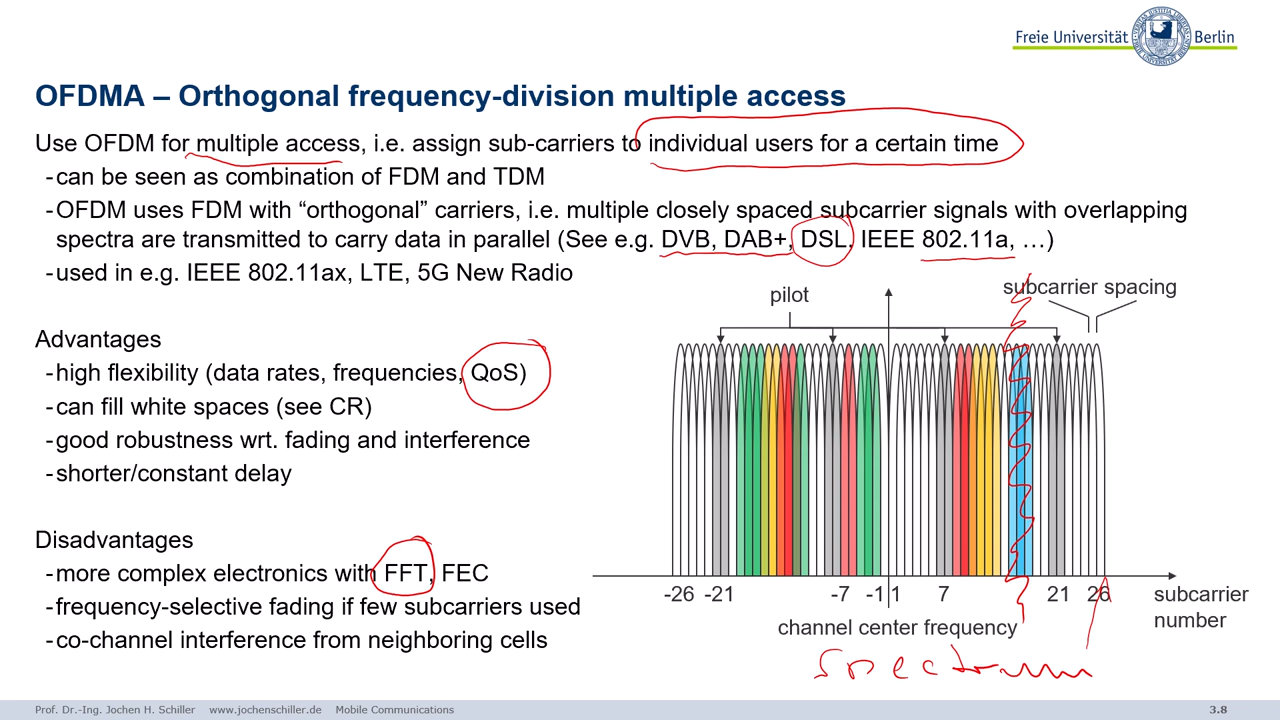 Freie Universität Berlin
OFDMA – Orthogonal frequency-division multiple access
Use OFDM for multiple access, i.e. assign sub-carriers to individual users for a certain time
-can be seen as combination of FDM and TDM
-OFDM uses FDM with “orthogonal” carriers, i.e. multiple closely spaced subcarrier signals with overlapping
spectra are transmitted to carry data in parallel (See e.g. DVB, DAB+, DSL, IEEE 802.11a, …)
-used in e.g. IEEE 802.11ax, LTE, 5G New Radio
Advantages
-high flexibility (data rates, frequencies, QoS)
-can fill white spaces (see CR)
-good robustness wrt. fading and interference
-shorter/constant delay
Disadvantages
-more complex electronics with FFT, FEC
-frequency-selective fading if few subcarriers used
-co-channel interference from neighboring cells
pilot
subcarrier spacing
-26 -21 -7 -1 1 7 21 26
subcarrier
number
channel center frequency
Spectrum
Prof. Dr.-Ing. Jochen H. Schiller www.jochenschiller.de Mobile Communications
3.8